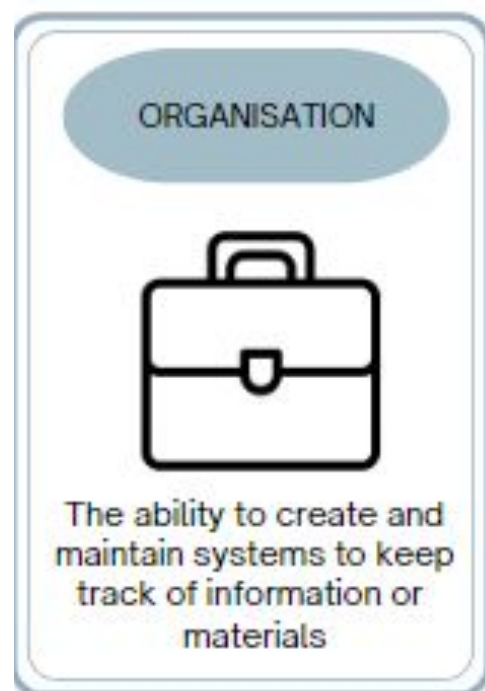 ORGANISATION
The ability to create and
maintain systems to keep
track of information or
materials